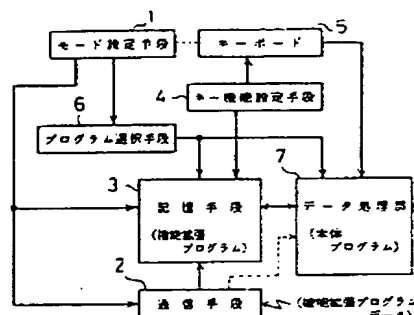 1
5
モード設定手段
キーボード
4
キー機能設定手段
6
プログラム選択手段
3
7
記憶手段
(機能拡張
プログラム)
データ処理部
(本体
プログラム)
2
通信手段
(機能拡張プログラム
データ)